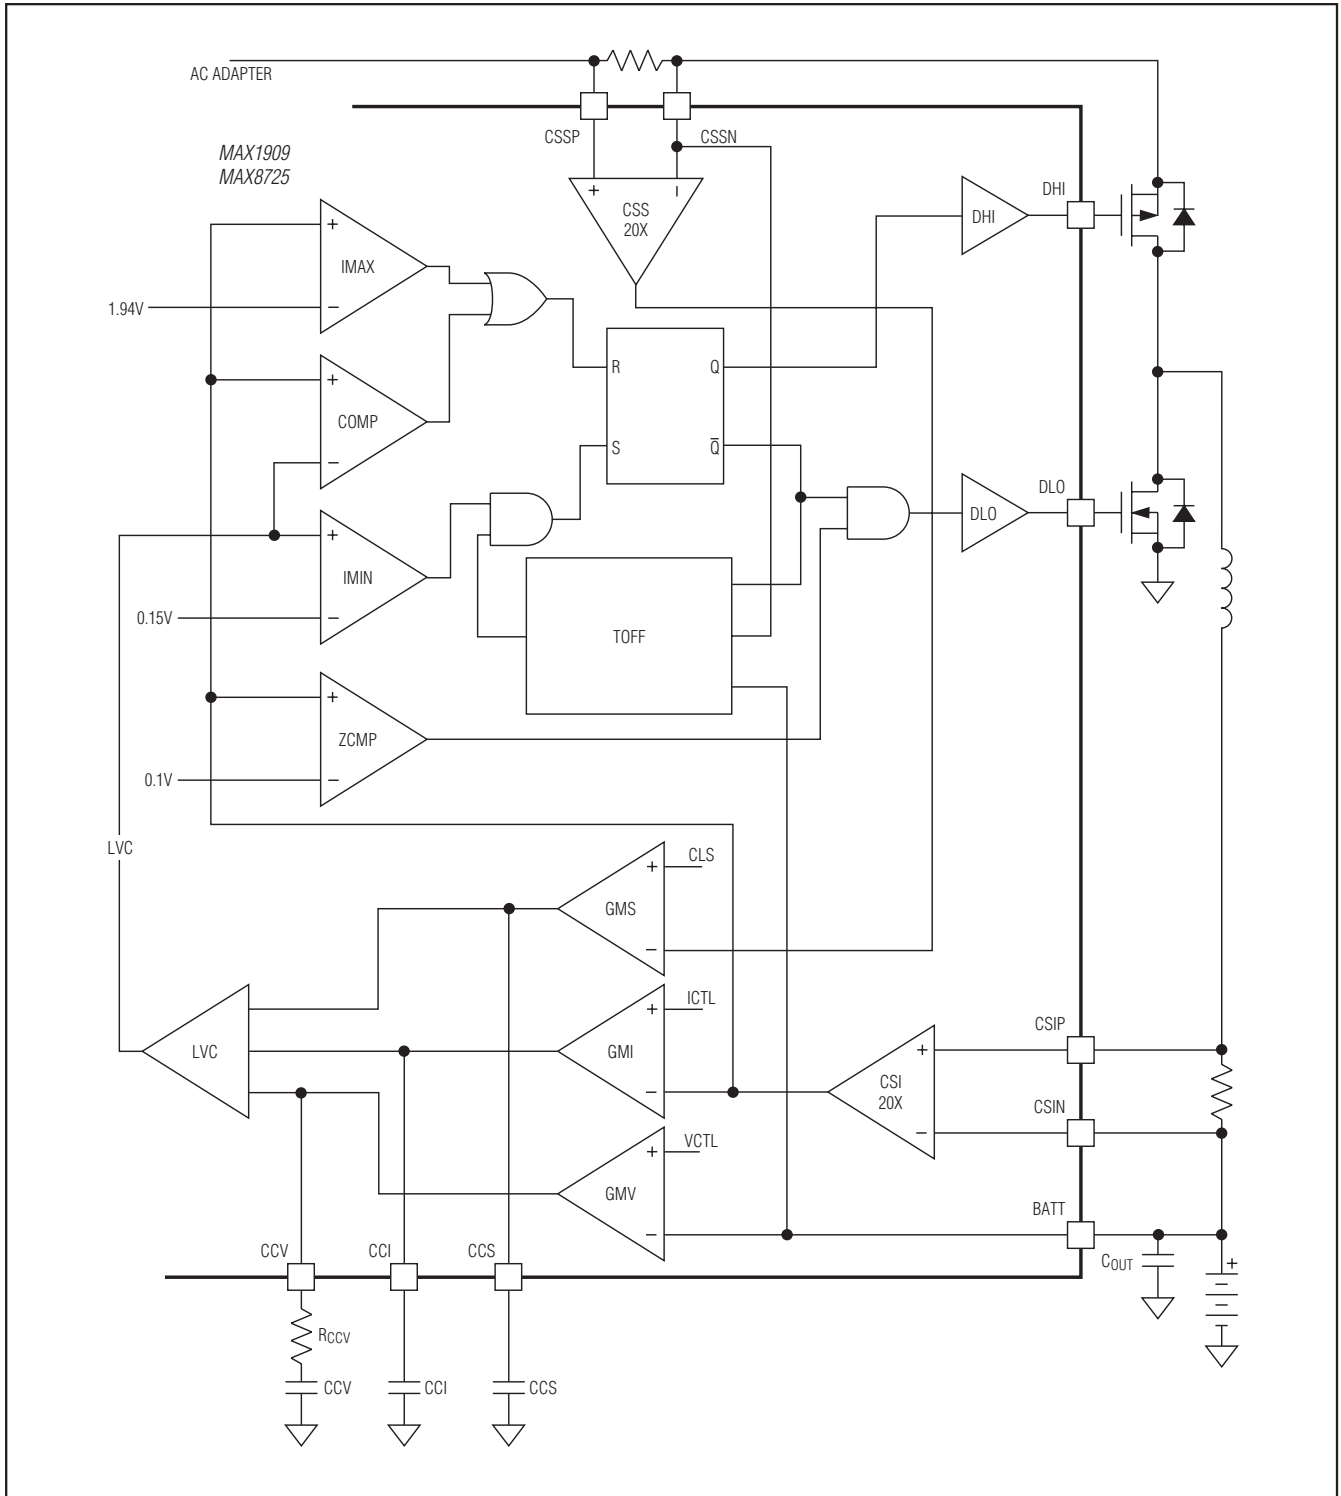 AC ADAPTER
CSSP
CSSN
MAX1909
MAX8725
+
−
CSS
20X
DHI
DHI
+
IMAX
−
1.94V
R
Q
+
COMP
−
S
Q̅
DLO
DLO
+
IMIN
−
0.15V
TOFF
+
ZCMP
−
0.1V
LVC
+
CLS
GMS
−
+
ICTL
GMI
−
LVC
CSIP
+
CSI
20X
−
CSIN
+
VCTL
GMV
−
BATT
CCV
CCI
CCS
COUT
+
RCCV
CCV
CCI
CCS